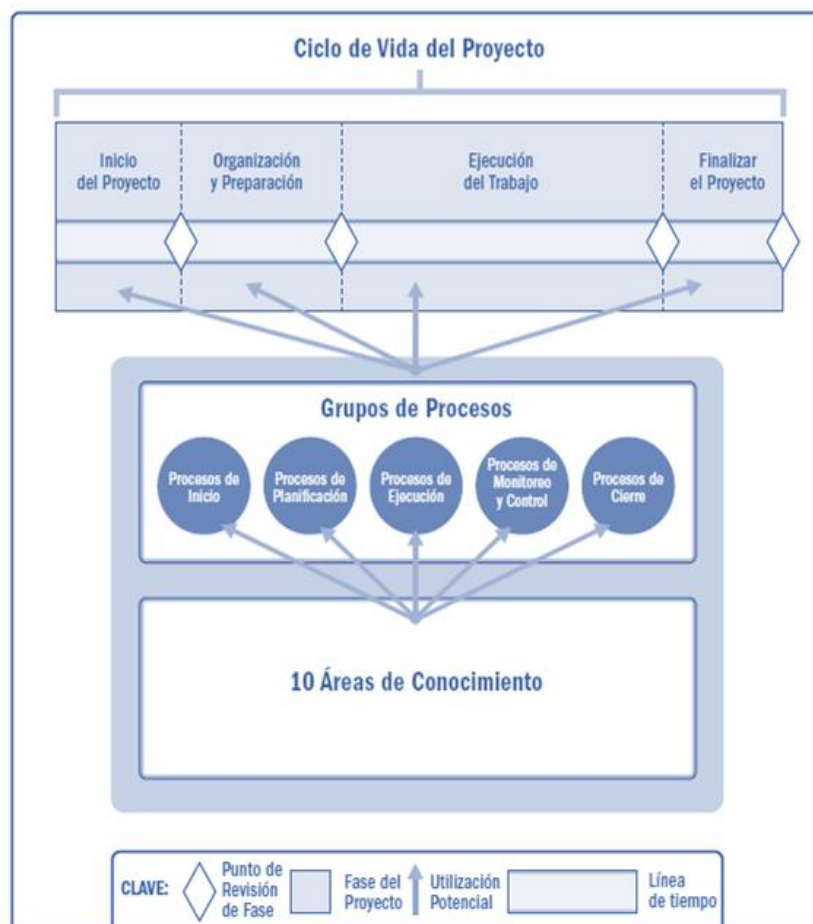 Ciclo de Vida del Proyecto
Inicio
del Proyecto
Organización
y Preparación
Ejecución
del Trabajo
Finalizar
el Proyecto
Grupos de Procesos
Procesos de
Inicio
Procesos de
Planificación
Procesos de
Ejecución
Procesos de
Monitoreo
y Control
Procesos de
Cierre
10 Áreas de Conocimiento
CLAVE:
Punto de
Revisión
de Fase
Fase del
Proyecto
Utilización
Potencial
Línea
de tiempo